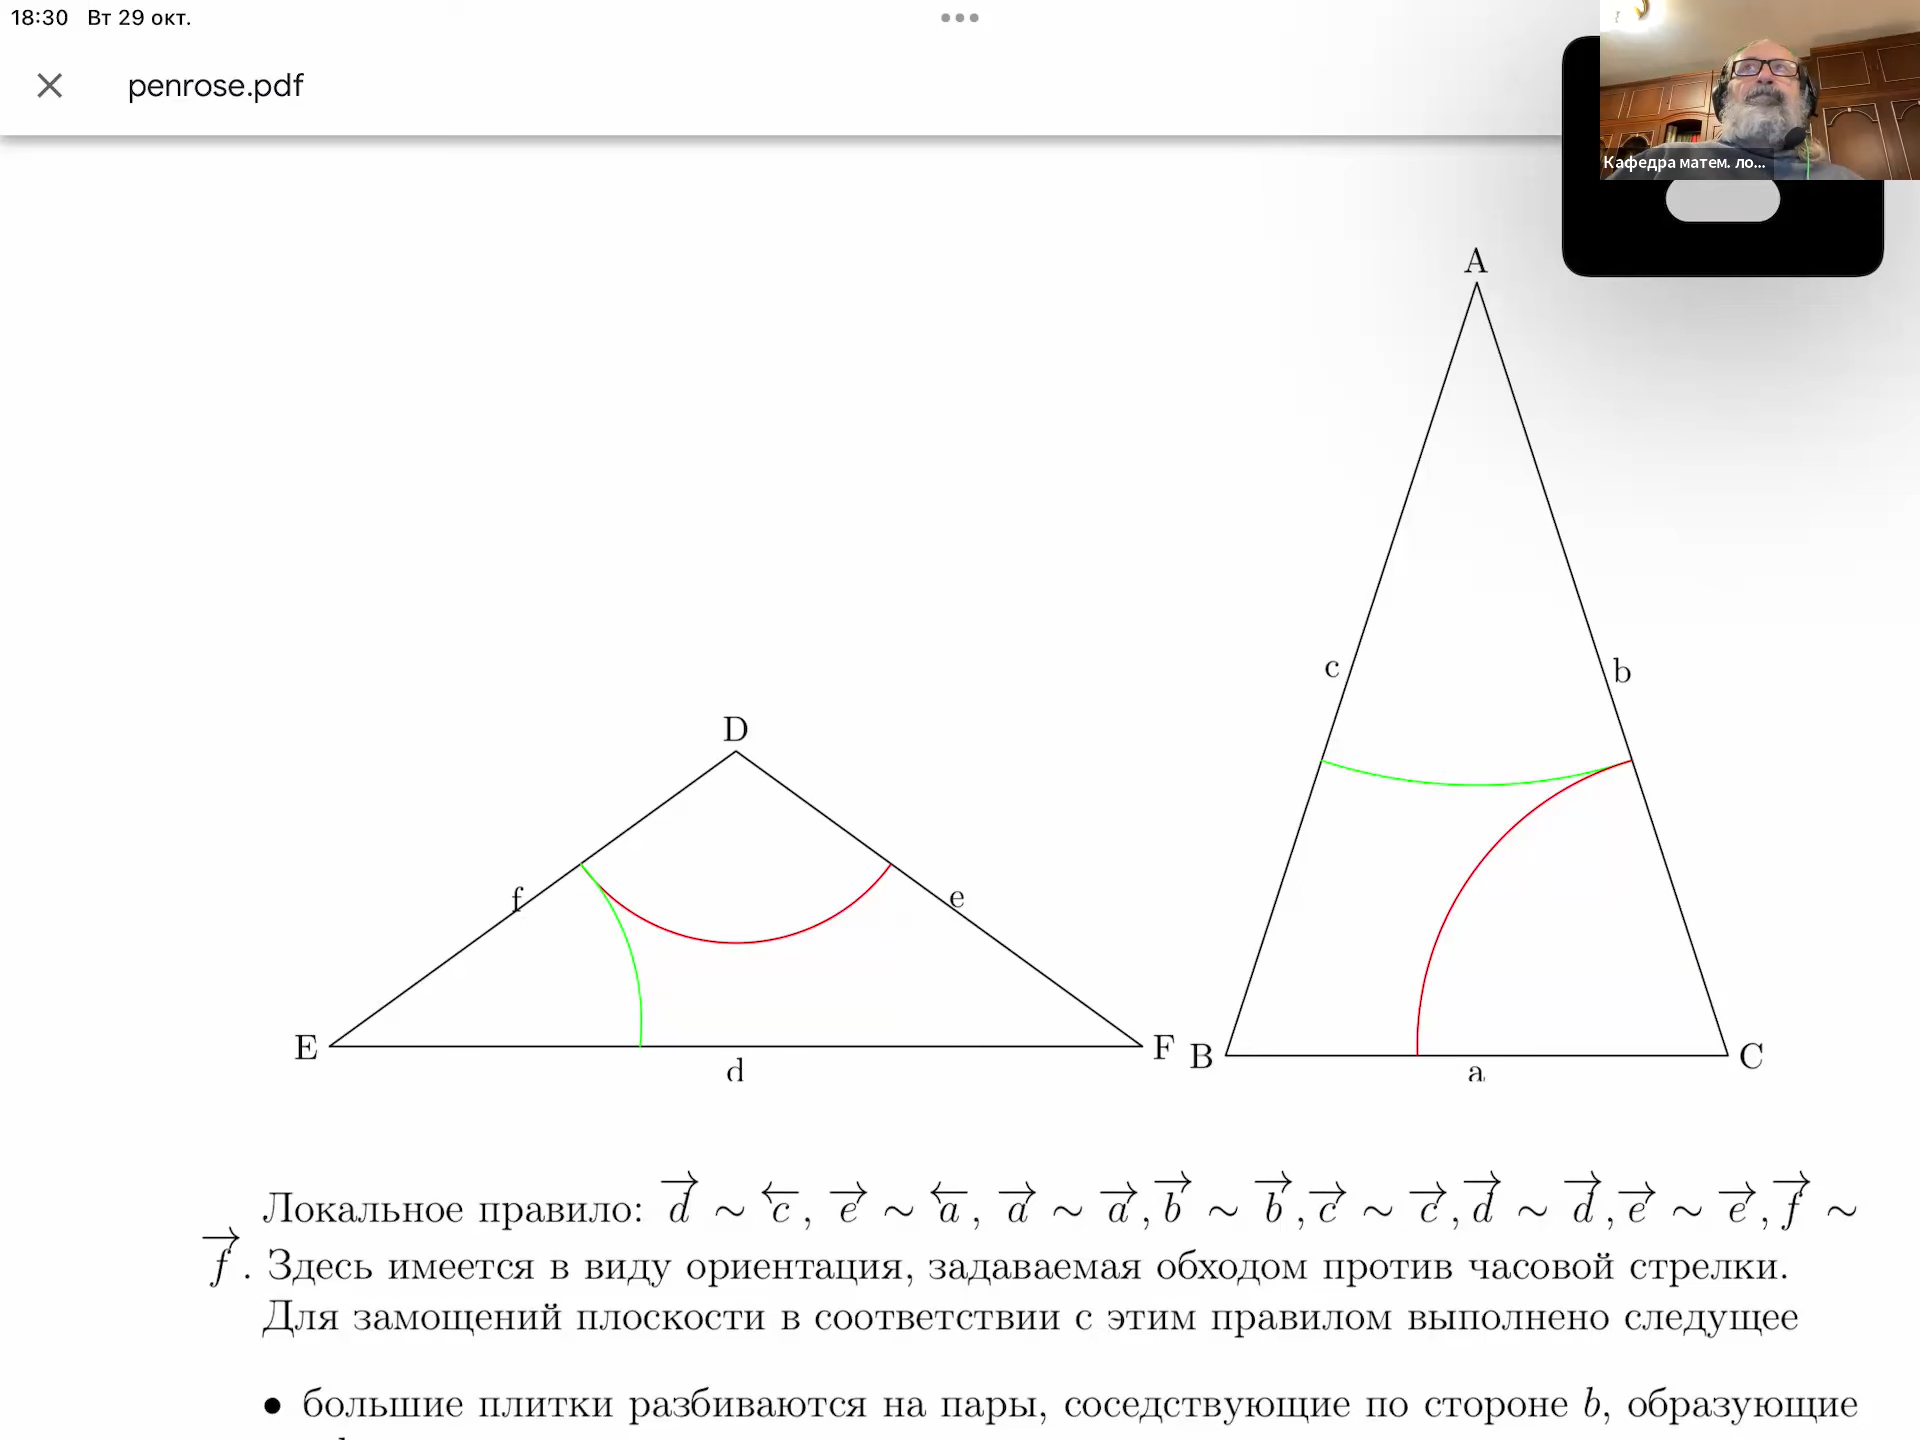 18:30 Вт 29 окт.
penrose.pdf
Кафедра матем. ло...
A
c
b
D
f
e
E
F
B
C
d
a
Локальное правило: →d ∼ ←c, →e ∼ ←a, →a ∼ →a, →b ∼ →b, →c ∼ →c, →d ∼ →d, →e ∼ →e, →f ∼
→f. Здесь имеется в виду ориентация, задаваемая обходом против часовой стрелки.
Для замощений плоскости в соответствии с этим правилом выполнено следущее
• большие плитки разбиваются на пары, соседствующие по стороне b, образующие